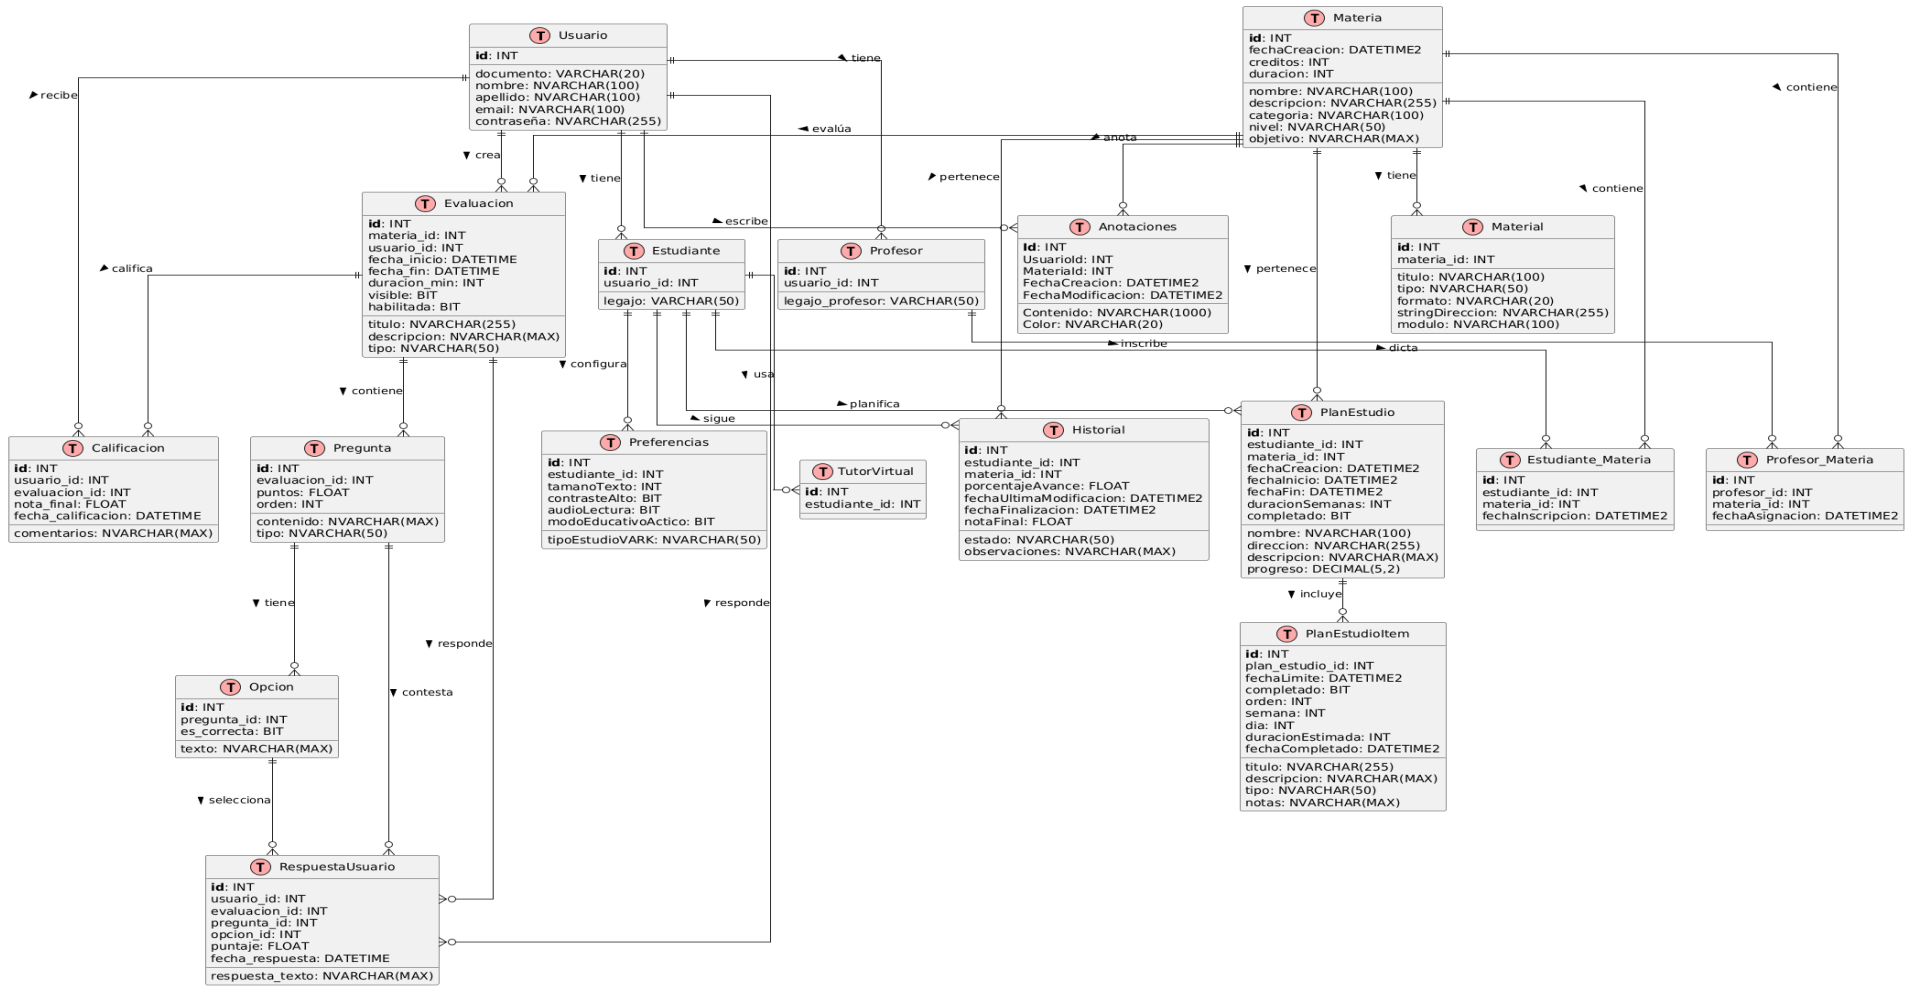 Usuario
id: INT
documento: VARCHAR(20)
nombre: NVARCHAR(100)
apellido: NVARCHAR(100)
email: NVARCHAR(100)
contraseña: NVARCHAR(255)
Materia
id: INT
fechaCreacion: DATETIME2
creditos: INT
duracion: INT
nombre: NVARCHAR(100)
descripcion: NVARCHAR(255)
categoria: NVARCHAR(100)
nivel: NVARCHAR(50)
objetivo: NVARCHAR(MAX)
tiene
recibe
contiene
evalúa
anota
crea
tiene
pertenece
tiene
contiene
escribe
Evaluacion
id: INT
materia_id: INT
usuario_id: INT
fecha_inicio: DATETIME
fecha_fin: DATETIME
duracion_min: INT
visible: BIT
habilitada: BIT
titulo: NVARCHAR(255)
descripcion: NVARCHAR(MAX)
tipo: NVARCHAR(50)
Estudiante
id: INT
usuario_id: INT
legajo: VARCHAR(50)
Profesor
id: INT
usuario_id: INT
legajo_profesor: VARCHAR(50)
Anotaciones
Id: INT
UsuarioId: INT
MateriaId: INT
FechaCreacion: DATETIME2
FechaModificacion: DATETIME2
Contenido: NVARCHAR(1000)
Color: NVARCHAR(20)
Material
id: INT
materia_id: INT
titulo: NVARCHAR(100)
tipo: NVARCHAR(50)
formato: NVARCHAR(20)
stringDireccion: NVARCHAR(255)
modulo: NVARCHAR(100)
califica
pertenece
inscribe
dicta
configura
usa
contiene
planifica
sigue
Calificacion
id: INT
usuario_id: INT
evaluacion_id: INT
nota_final: FLOAT
fecha_calificacion: DATETIME
comentarios: NVARCHAR(MAX)
Pregunta
id: INT
evaluacion_id: INT
puntos: FLOAT
orden: INT
contenido: NVARCHAR(MAX)
tipo: NVARCHAR(50)
Preferencias
id: INT
estudiante_id: INT
tamanoTexto: INT
contrasteAlto: BIT
audioLectura: BIT
modoEducativoActico: BIT
tipoEstudioVARK: NVARCHAR(50)
TutorVirtual
id: INT
estudiante_id: INT
Historial
id: INT
estudiante_id: INT
materia_id: INT
porcentajeAvance: FLOAT
fechaUltimaModificacion: DATETIME2
fechaFinalizacion: DATETIME2
notaFinal: FLOAT
estado: NVARCHAR(50)
observaciones: NVARCHAR(MAX)
PlanEstudio
id: INT
estudiante_id: INT
materia_id: INT
fechaCreacion: DATETIME2
fechaInicio: DATETIME2
fechaFin: DATETIME2
duracionSemanas: INT
completado: BIT
nombre: NVARCHAR(100)
direccion: NVARCHAR(255)
descripcion: NVARCHAR(MAX)
progreso: DECIMAL(5,2)
Estudiante_Materia
id: INT
estudiante_id: INT
materia_id: INT
fechaInscripcion: DATETIME2
Profesor_Materia
id: INT
profesor_id: INT
materia_id: INT
fechaAsignacion: DATETIME2
tiene
responde
incluye
responde
contesta
Opcion
id: INT
pregunta_id: INT
es_correcta: BIT
texto: NVARCHAR(MAX)
PlanEstudioItem
id: INT
plan_estudio_id: INT
fechaLimite: DATETIME2
completado: BIT
orden: INT
semana: INT
dia: INT
duracionEstimada: INT
fechaCompletado: DATETIME2
titulo: NVARCHAR(255)
descripcion: NVARCHAR(MAX)
tipo: NVARCHAR(50)
notas: NVARCHAR(MAX)
selecciona
RespuestaUsuario
id: INT
usuario_id: INT
evaluacion_id: INT
pregunta_id: INT
opcion_id: INT
puntaje: FLOAT
fecha_respuesta: DATETIME
respuesta_texto: NVARCHAR(MAX)